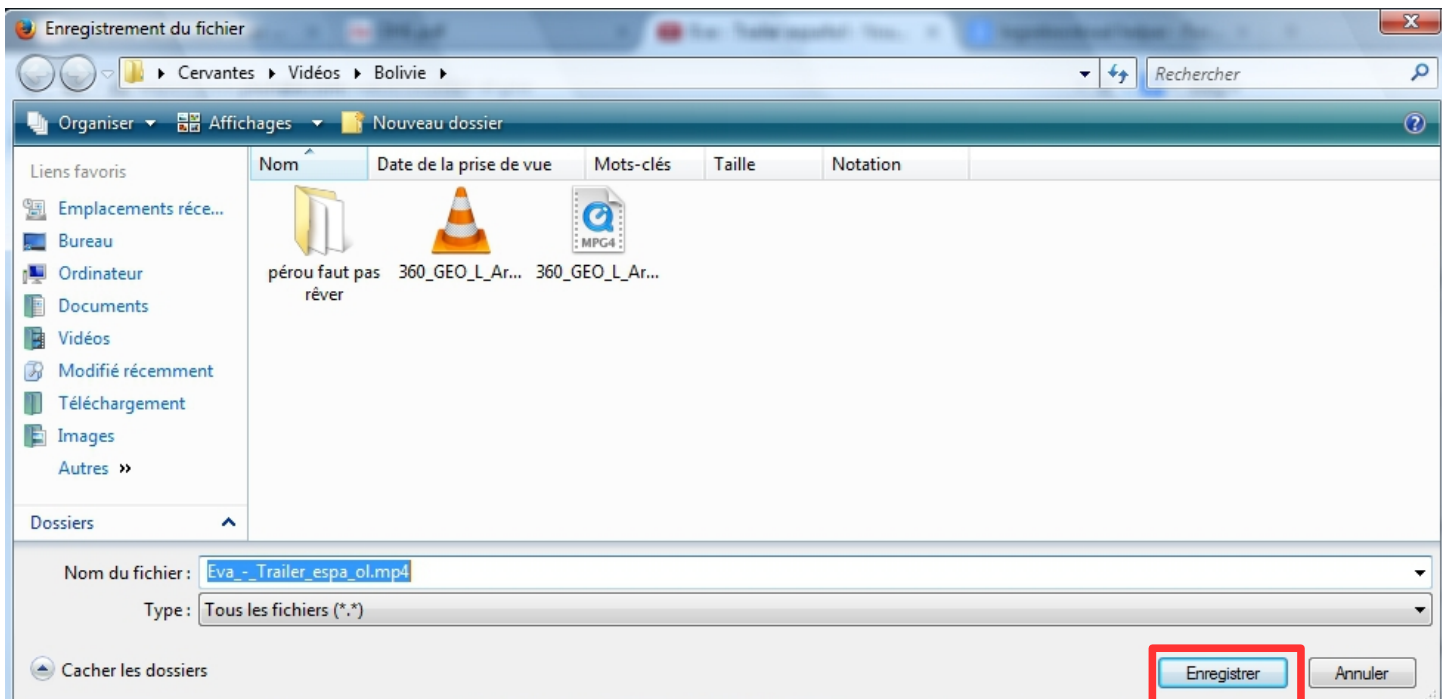 Enregistrement du fichier
Cervantes Vidéos Bolivie
Rechercher
Organiser Affichages Nouveau dossier
Liens favoris
Nom Date de la prise de vue Mots-clés Taille Notation
Emplacements réce...
Bureau
Ordinateur
Documents
Vidéos
Modifié récemment
Téléchargement
Images
Autres »
Dossiers
MPG4
pérou faut pas
rêver
360_GEO_L_Ar...
360_GEO_L_Ar...
Nom du fichier : Eva_-_Trailer_espa_ol.mp4
Type : Tous les fichiers (*.*)
Cacher les dossiers
Enregistrer
Annuler